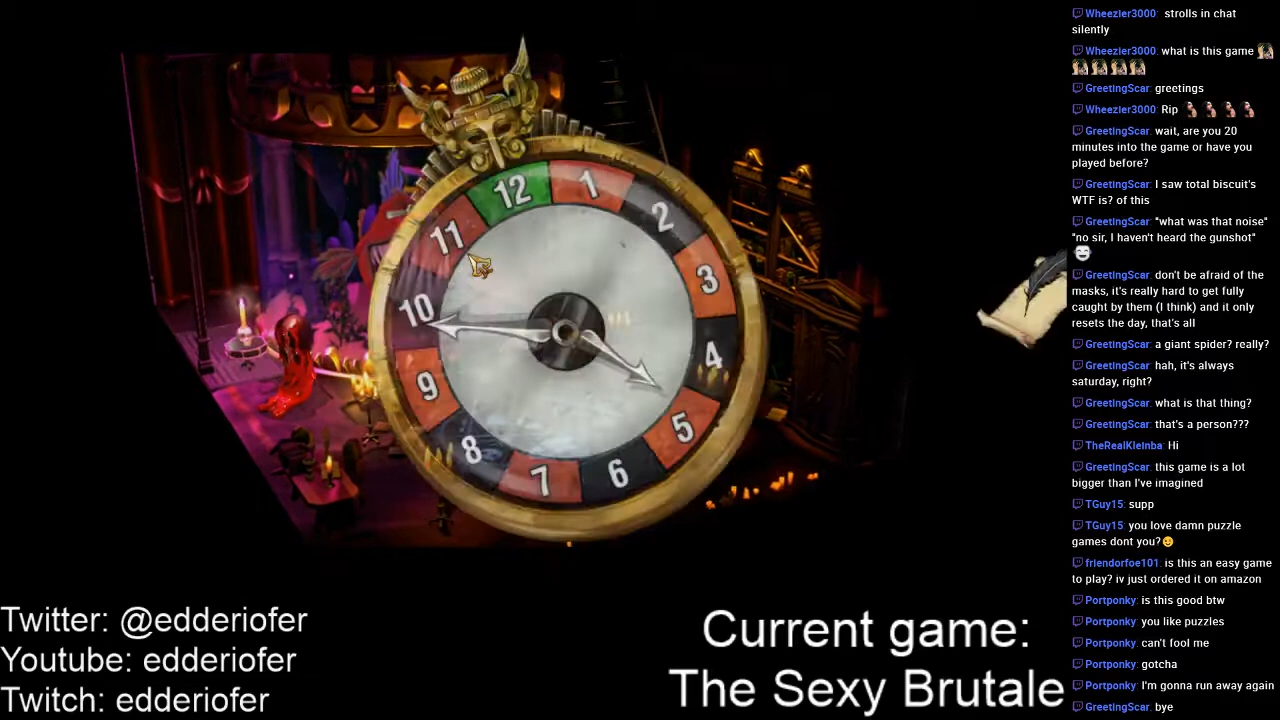 12
1
2
3
4
5
6
7
8
9
10
11
Twitter: @edderiofer
Youtube: edderiofer
Twitch: edderiofer
Current game:
The Sexy Brutale
Wheezier3000: strolls in chat
silently
Wheezier3000: what is this game
GreetingScar: greetings
Wheezier3000: Rip
GreetingScar: wait, are you 20
minutes into the game or have you
played before?
GreetingScar: I saw total biscuit's
WTF is? of this
GreetingScar: "what was that noise"
"no sir, I haven't heard the gunshot"
GreetingScar: don't be afraid of the
masks, it's really hard to get fully
caught by them (I think) and it only
resets the day, that's all
GreetingScar: a giant spider? really?
GreetingScar: hah, it's always
saturday, right?
GreetingScar: what is that thing?
GreetingScar: that's a person???
TheRealKleinba: Hi
GreetingScar: this game is a lot
bigger than I've imagined
TGuy15: supp
TGuy15: you love damn puzzle
games dont you?
friendorfoe101: is this an easy game
to play? iv just ordered it on amazon
Portponky: is this good btw
Portponky: you like puzzles
Portponky: can't fool me
Portponky: gotcha
Portponky: I'm gonna run away again
GreetingScar: bye